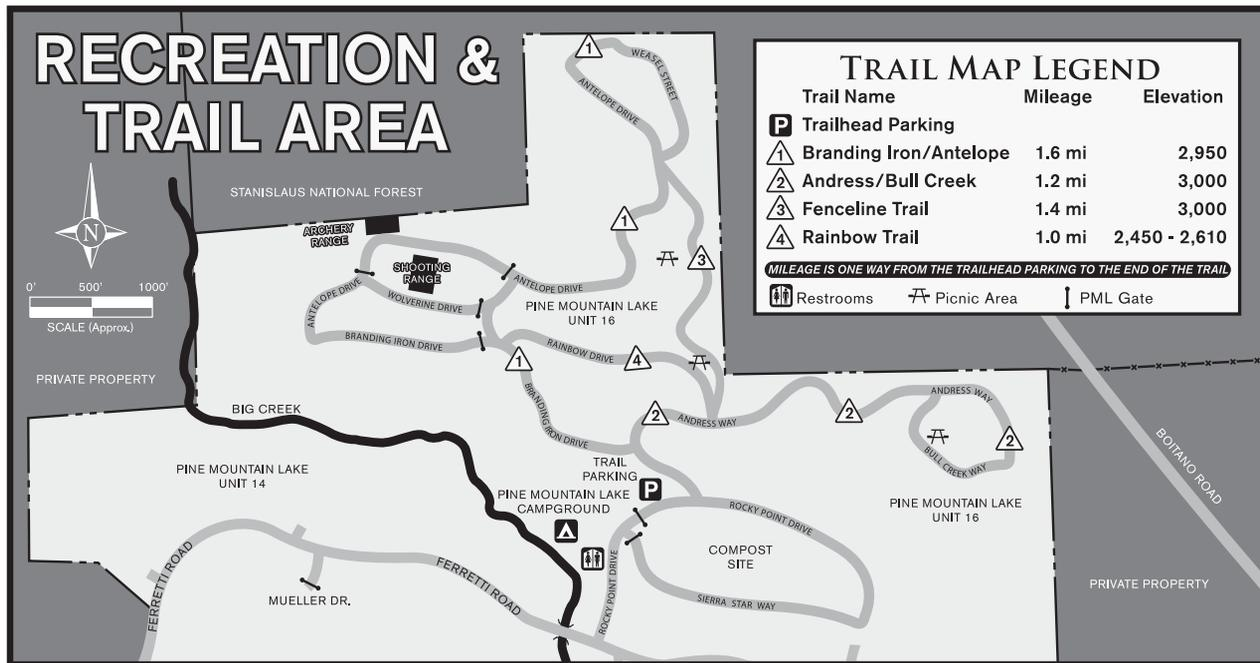 RECREATION &
TRAIL AREA
TRAIL MAP LEGEND
Trail Name Mileage Elevation
P Trailhead Parking
1 Branding Iron/Antelope 1.6 mi 2,950
2 Andress/Bull Creek 1.2 mi 3,000
3 Fenceline Trail 1.4 mi 3,000
4 Rainbow Trail 1.0 mi 2,450 - 2,610
MILEAGE IS ONE WAY FROM THE TRAILHEAD PARKING TO THE END OF THE TRAIL
Restrooms Picnic Area PML Gate
1
WEASEL STREET
ANTELOPE DRIVE
STANISLAUS NATIONAL FOREST
N
0' 500' 1000'
SCALE (Approx.)
ARCHERY
RANGE
1
3
SHOOTING
RANGE
ANTELOPE DRIVE
WOLVERINE DRIVE
ANTELOPE DRIVE
PINE MOUNTAIN LAKE
UNIT 16
BRANDING IRON DRIVE
1
RAINBOW DRIVE
4
PRIVATE PROPERTY
BIG CREEK
BRANDING IRON DRIVE
2
ANDRESS WAY
2
ANDRESS WAY
2
BULL CREEK WAY
BOITANO ROAD
PINE MOUNTAIN LAKE
UNIT 14
TRAIL
PARKING
P
PINE MOUNTAIN LAKE
CAMPGROUND
ROCKY POINT DRIVE
PINE MOUNTAIN LAKE
UNIT 16
COMPOST
SITE
FERRETTI ROAD
MUELLER DR.
FERRETTI ROAD
ROCKY POINT DRIVE
SIERRA STAR WAY
PRIVATE PROPERTY